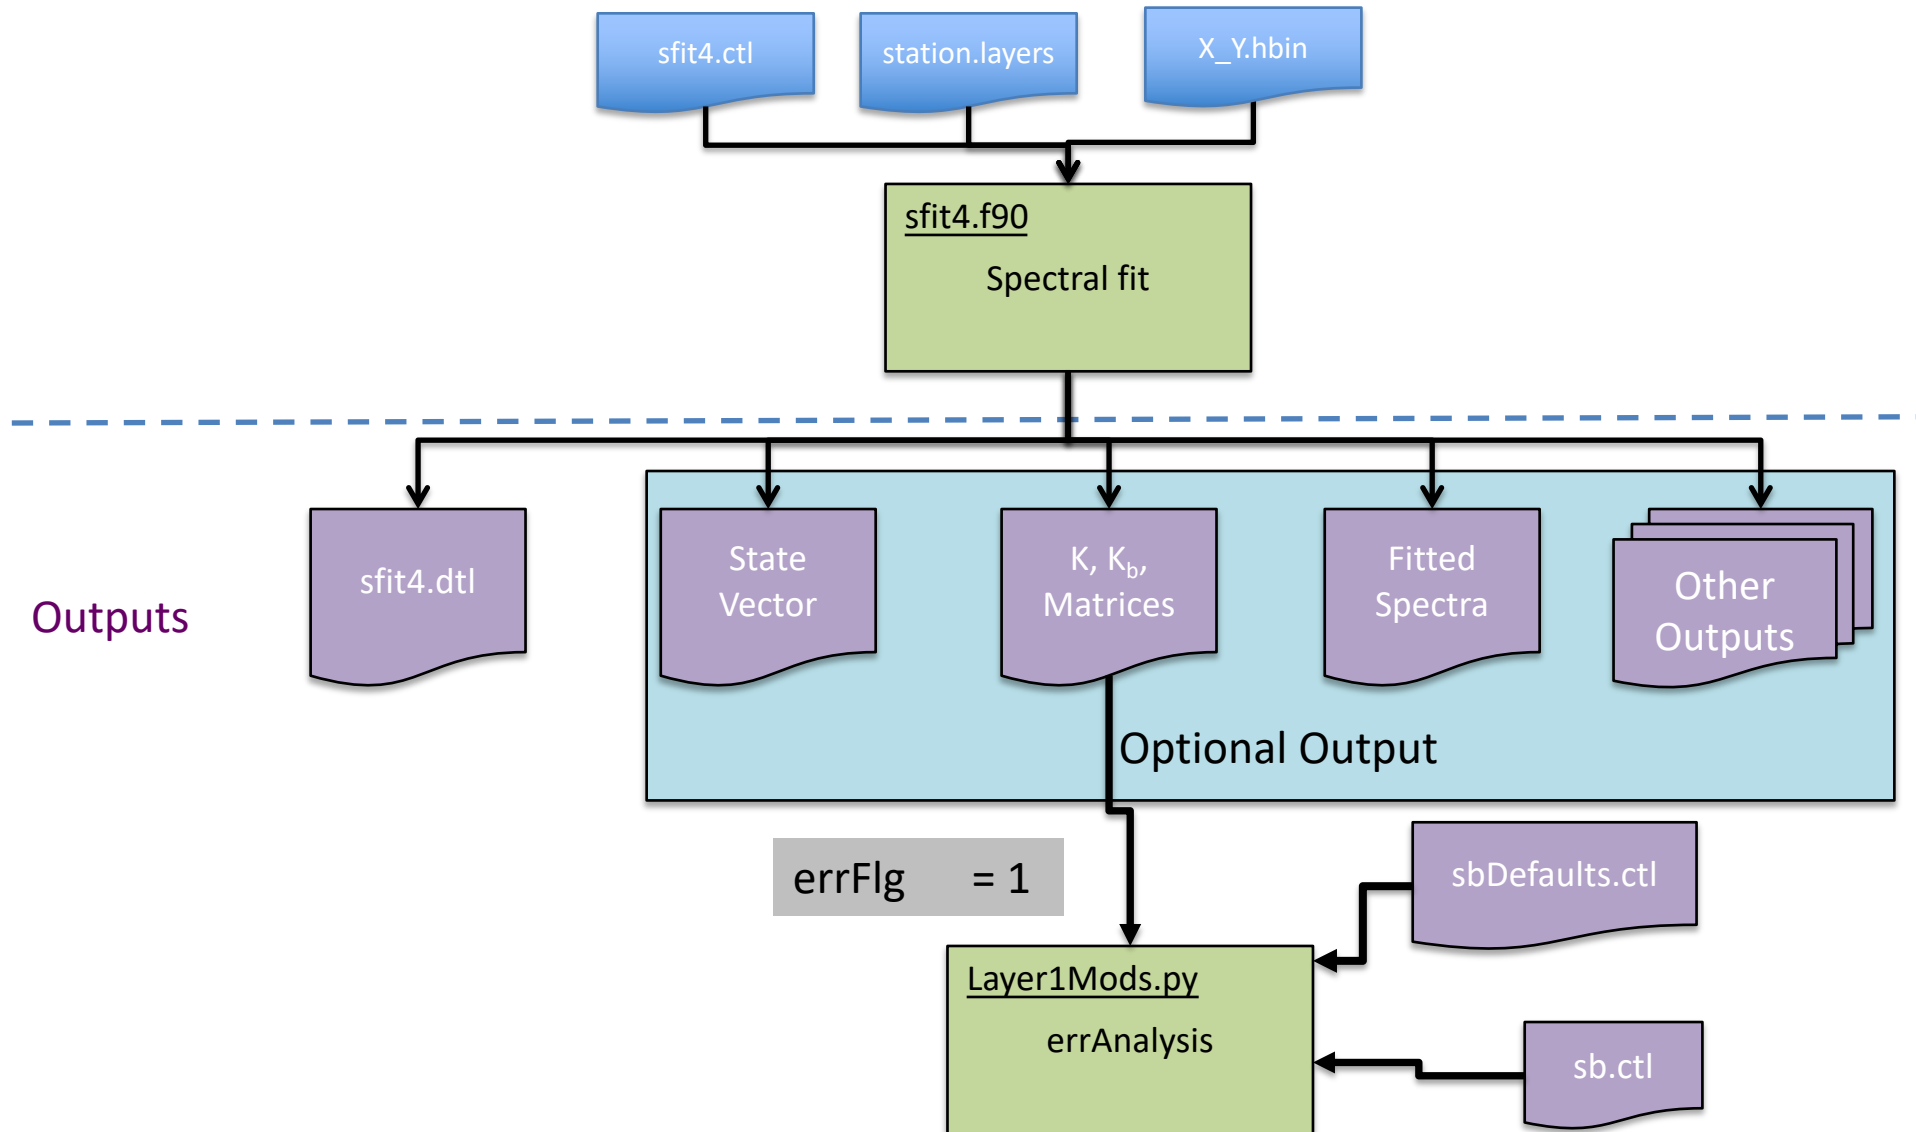 sfit4.ctl
station.layers
X_Y.hbin
sfit4.f90
Spectral fit
Outputs
sfit4.dtl
State
Vector
K, Kb,
Matrices
Fitted
Spectra
Other
Outputs
Optional Output
errFlg = 1
sbDefaults.ctl
Layer1Mods.py
errAnalysis
sb.ctl